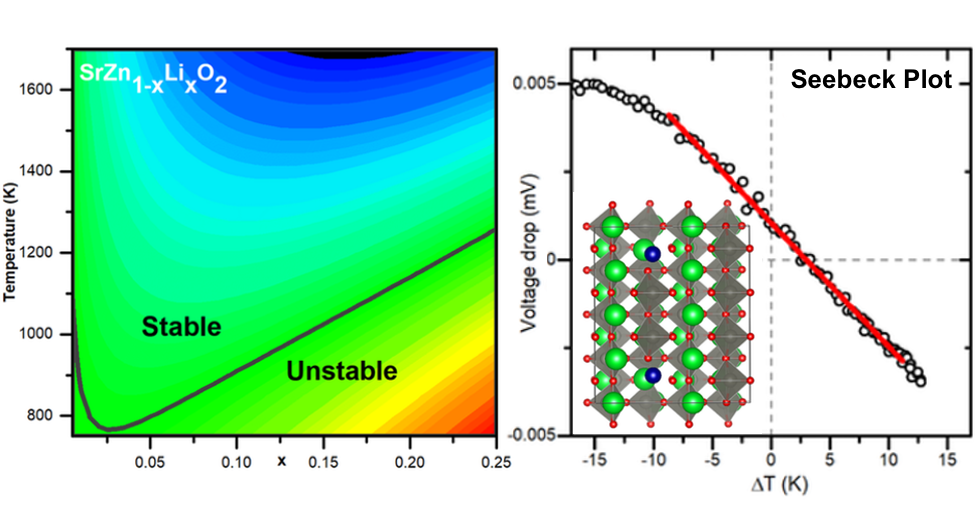 SrZn1-xLixO2
Temperature (K)
1600
1400
1200
1000
800
Stable
Unstable
0.05
0.10
x
0.15
0.20
0.25
Seebeck Plot
Voltage drop (mV)
0.005
0
-0.005
-15
-10
-5
0
5
10
15
ΔT (K)